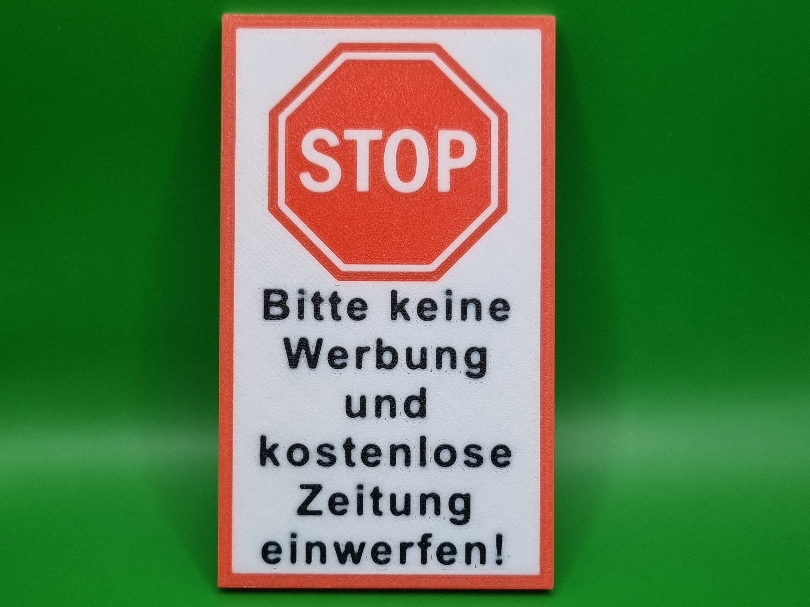 STOP
Bitte keine
Werbung
und
kostenlose
Zeitung
einwerfen!